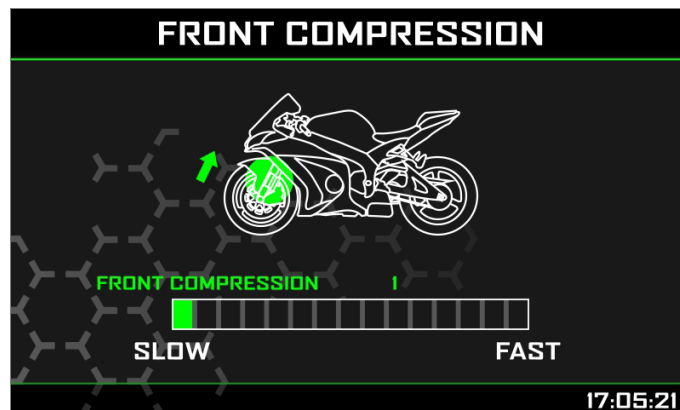 FRONT COMPRESSION
FRONT COMPRESSION 1
SLOW FAST
17:05:21